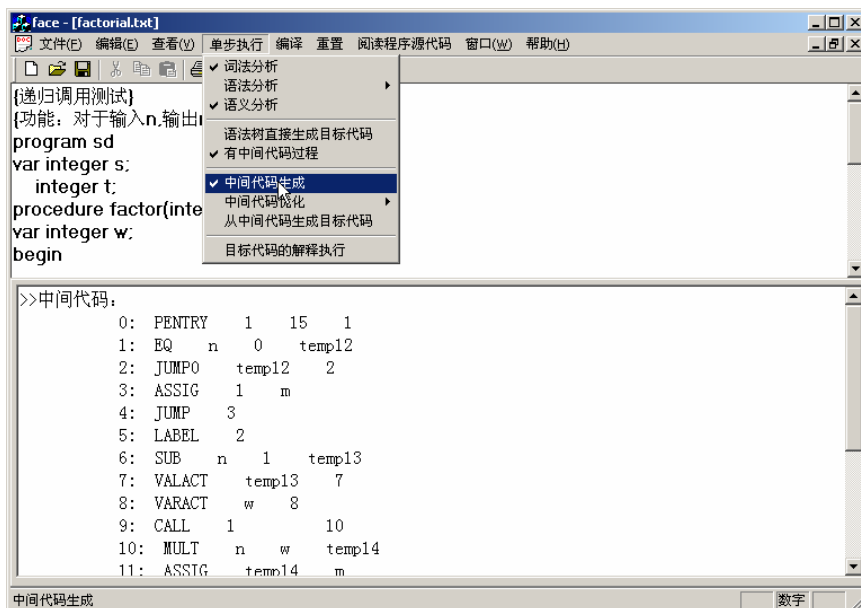 face - [factorial.txt]
文件(F) 编辑(E) 查看(V) 单步执行 编译 重置 阅读程序源代码 窗口(W) 帮助(H)
词法分析
语法分析
语义分析
语法树直接生成目标代码
有中间代码过程
中间代码生成
中间代码优化
从中间代码生成目标代码
目标代码的解释执行
{递归调用测试}
{功能：对于输入n,输出
program sd
var integer s;
integer t;
procedure factor(inte
var integer w;
begin
>>中间代码：
0: PENTRY 1 15 1
1: EQ n 0 temp12
2: JUMP0 temp12 2
3: ASSIG 1 m
4: JUMP 3
5: LABEL 2
6: SUB n 1 temp13
7: VALACT temp13 7
8: VARACT w 8
9: CALL 1 10
10: MULT n w temp14
11: ASSIG temp14 m
中间代码生成 数字